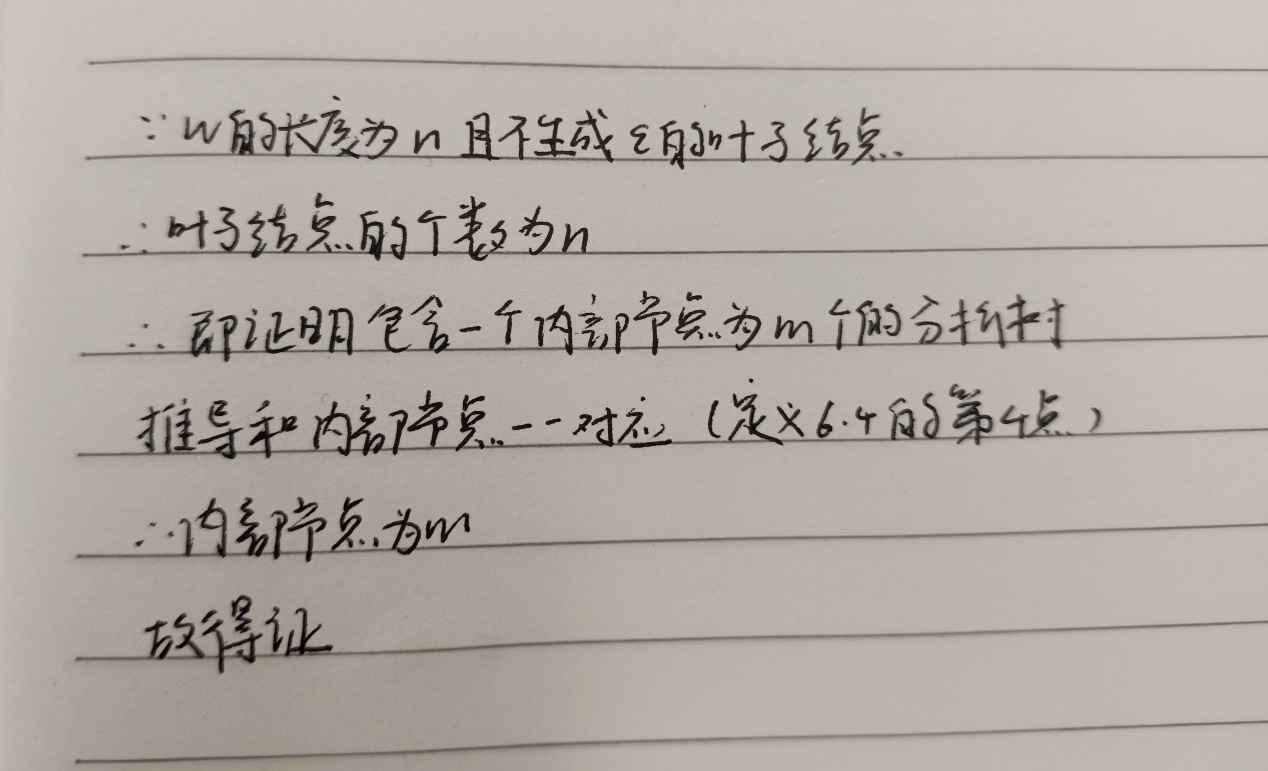 ∵ w的长度为n且不生成ε的叶子结点.
∴叶子结点的个数为n
∴ 即证明包含一个内部节点为m个的分析树
推导和内部节点一一对应(定义6.4的第4点)
∴内部节点为m
故得证